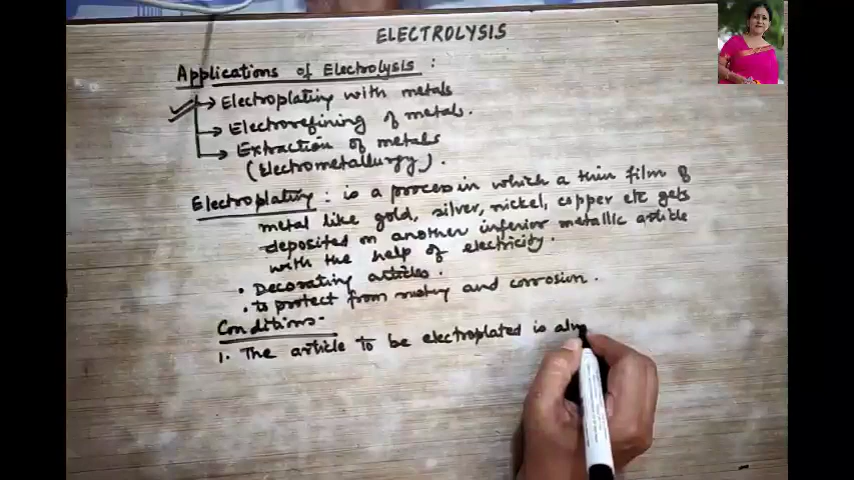 ELECTROLYSIS
Applications of Electrolysis :
Electroplating with metals
Electrorefining of metals.
Extraction of metals
(Electrometallurgy).
Electroplating : is a process in which a thin film of
metal like gold, silver, nickel, copper etc gets
deposited on another inferior metallic article
with the help of electricity.
• Decorating articles.
• to protect from rusting and corrosion.
Conditions:-
1. The article to be electroplated is alw